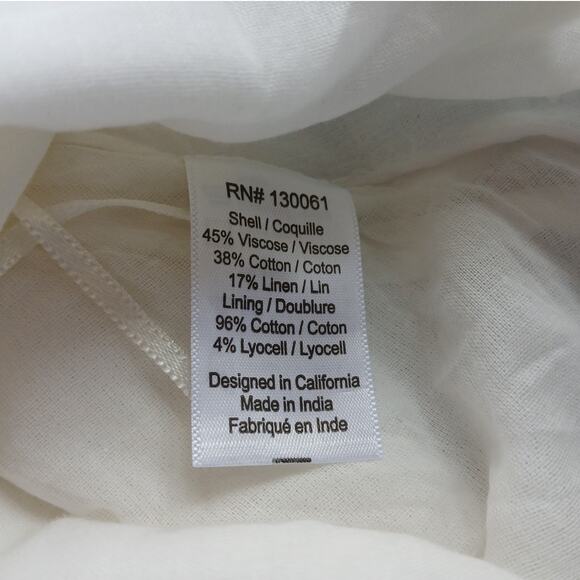 RN# 130061
Shell / Coquille
45% Viscose / Viscose
38% Cotton / Coton
17% Linen / Lin
Lining / Doublure
96% Cotton / Coton
4% Lyocell / Lyocell
Designed in California
Made in India
Fabriqué en Inde